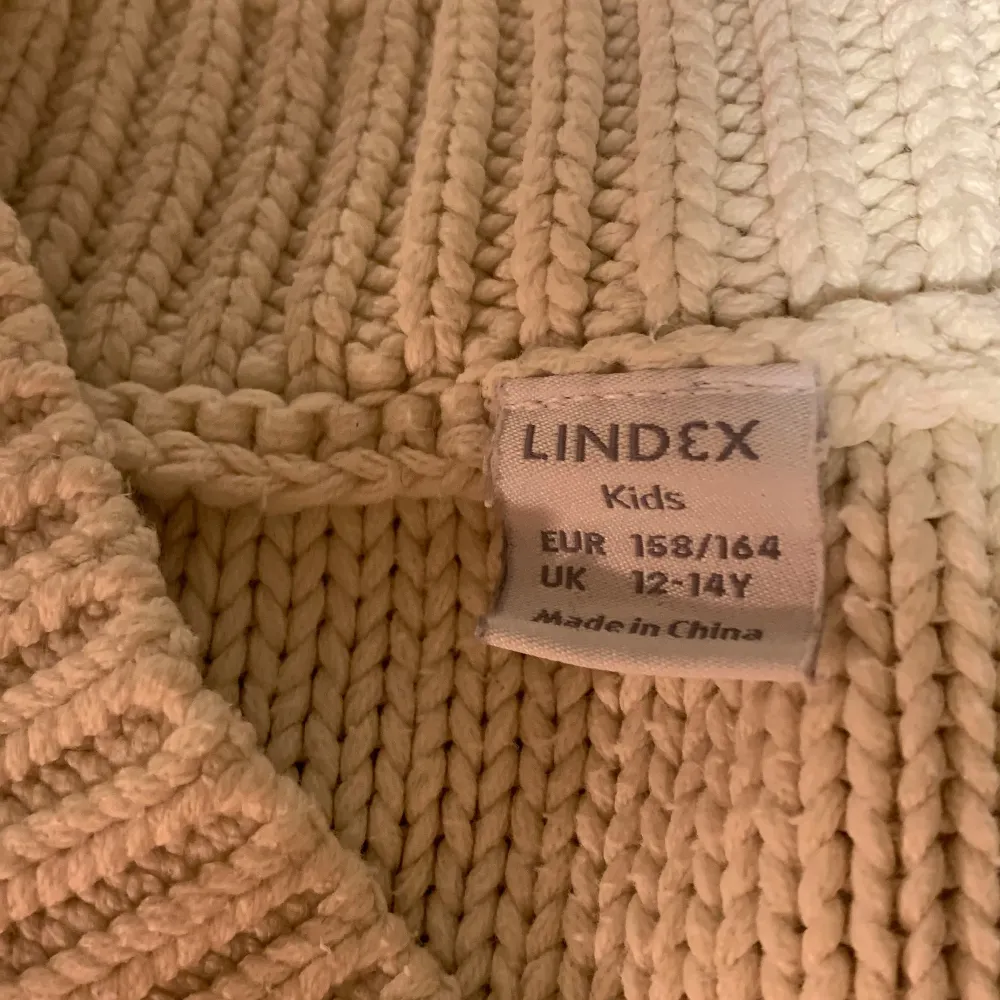 LINDEX
Kids
EUR 158/164
UK 12-14Y
Made in China